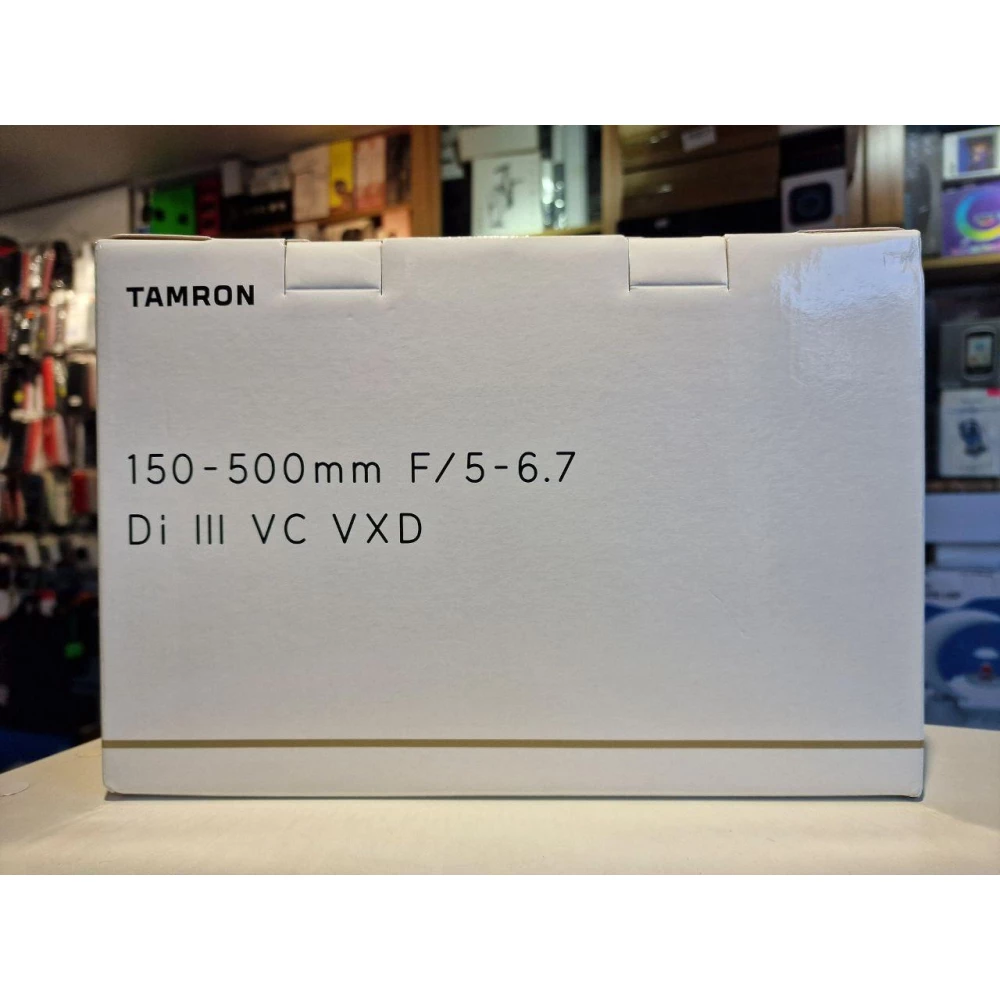 TAMRON
150-500mm F/5-6.7
Di III VC VXD